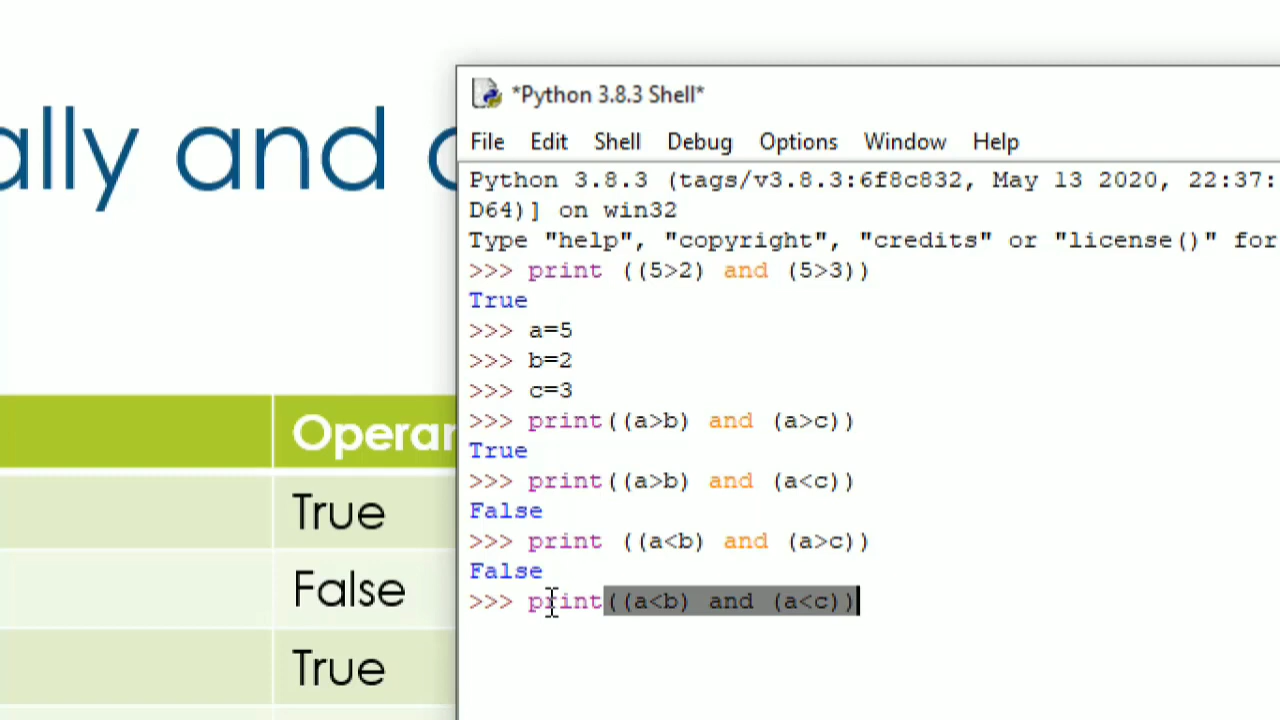 ally and
*Python 3.8.3 Shell*
File Edit Shell Debug Options Window Help
Python 3.8.3 (tags/v3.8.3:6f8c832, May 13 2020, 22:37:
D64)] on win32
Type "help", "copyright", "credits" or "license()" for
>>> print ((5>2) and (5>3))
True
>>> a=5
>>> b=2
>>> c=3
>>> print((a>b) and (a>c))
True
>>> print((a>b) and (a<c))
False
>>> print ((a<b) and (a>c))
False
>>> print((a<b) and (a<c))
Operan
True
False
True